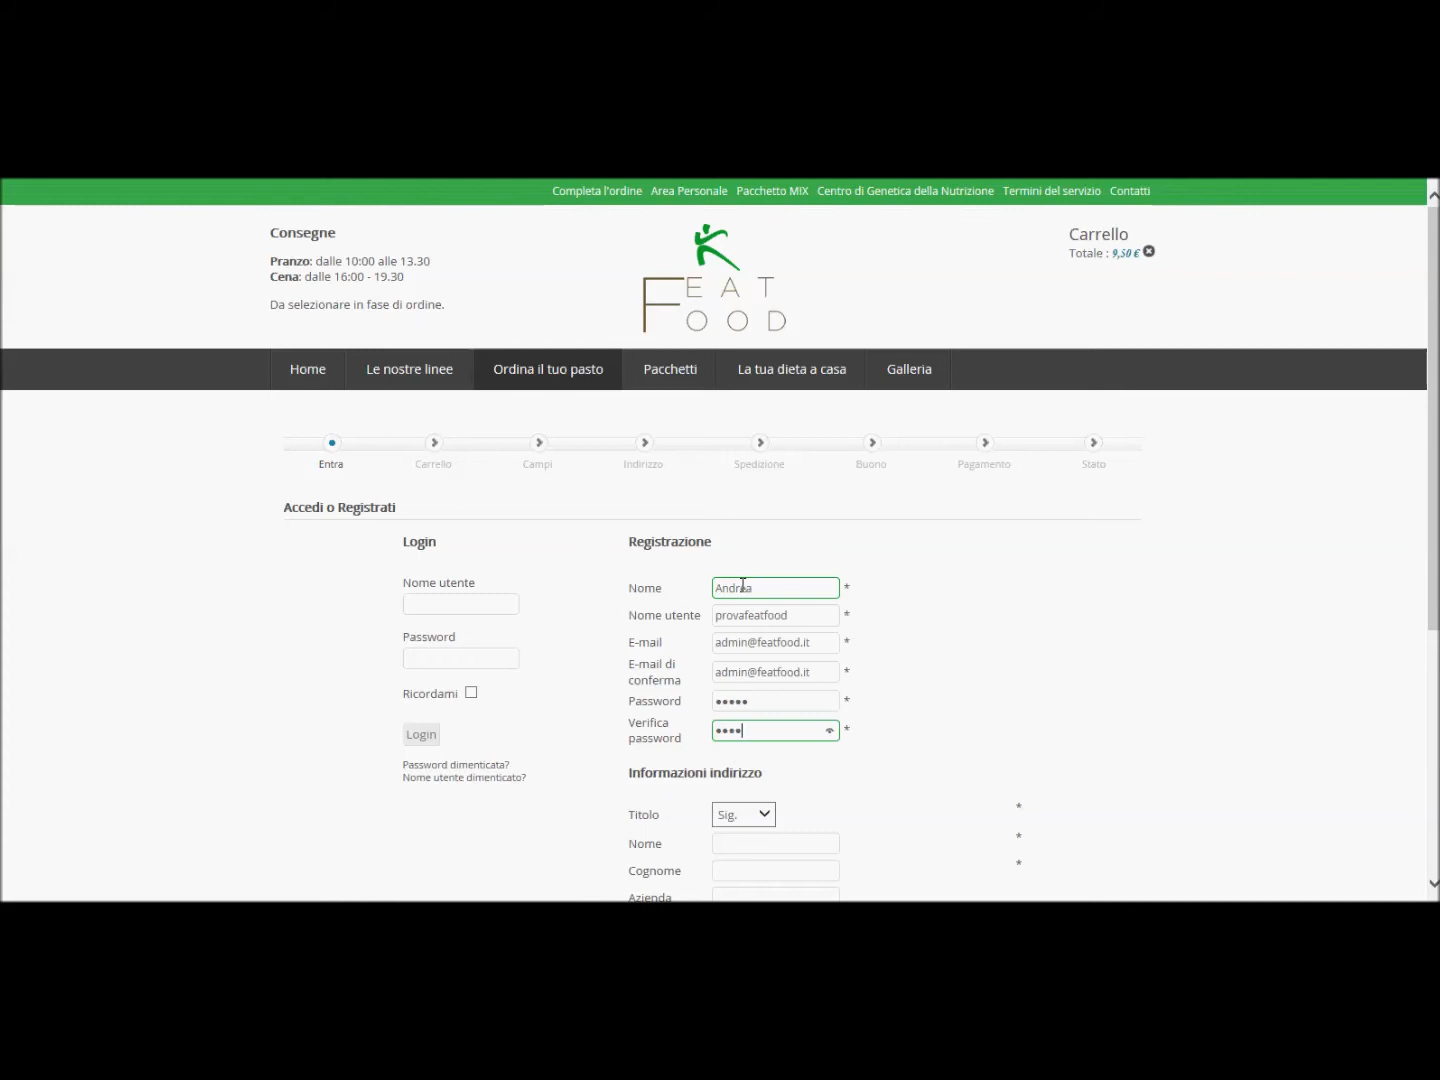 Completa l'ordine Area Personale Pacchetto MIX Centro di Genetica della Nutrizione Termini del servizio Contatti
Consegne
Pranzo: dalle 10:00 alle 13.30
Cena: dalle 16:00 - 19.30
Da selezionare in fase di ordine.
FEAT
FOOD
Carrello
Totale : 9,50 €
Home Le nostre linee Ordina il tuo pasto Pacchetti La tua dieta a casa Galleria
Entra Carrello Campi Indirizzo Spedizione Buono Pagamento Stato
Accedi o Registrati
Login
Nome utente
Password
Ricordami
Login
Password dimenticata?
Nome utente dimenticato?
Registrazione
Nome Andrea *
Nome utente provafeatfood *
E-mail admin@featfood.it *
E-mail di
conferma admin@featfood.it *
Password ••••• *
Verifica
password •••• *
Informazioni indirizzo
Titolo Sig. *
Nome *
Cognome *
Azienda